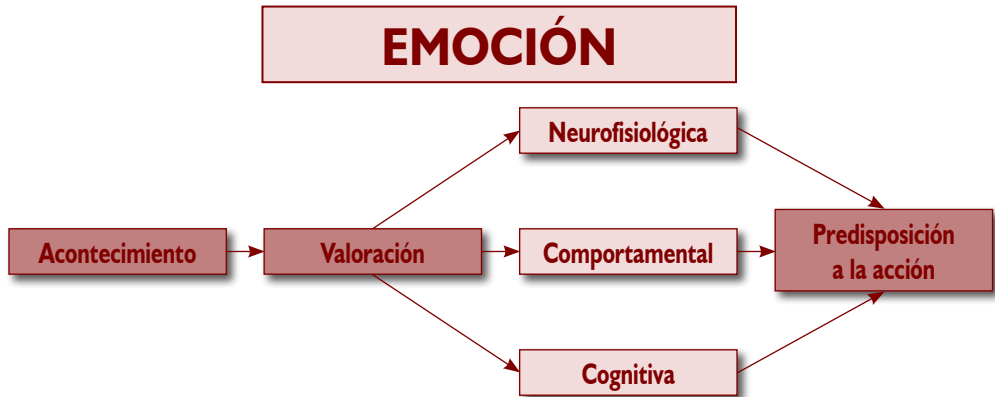 EMOCIÓN
Neurofisiológica
Acontecimiento
Valoración
Comportamental
Predisposición
a la acción
Cognitiva